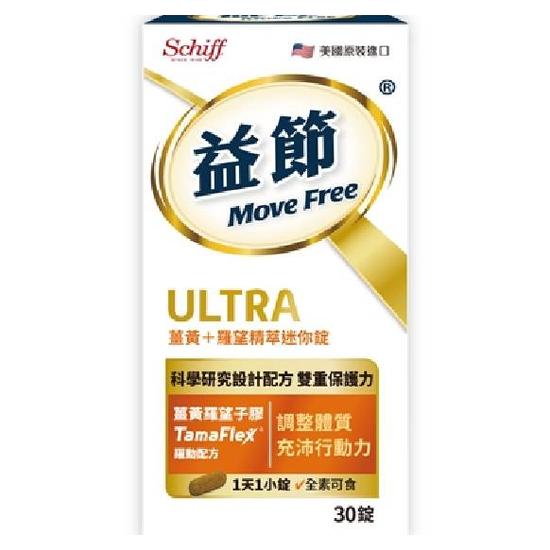 Schiff
美國原裝進口
®
益節
Move Free
ULTRA
薑黃＋羅望精萃迷你錠
科學研究設計配方 雙重保護力
薑黃羅望子膠
TamaFlex®
羅動配方
調整體質
充沛行動力
1天1小錠 ✓全素可食
30錠